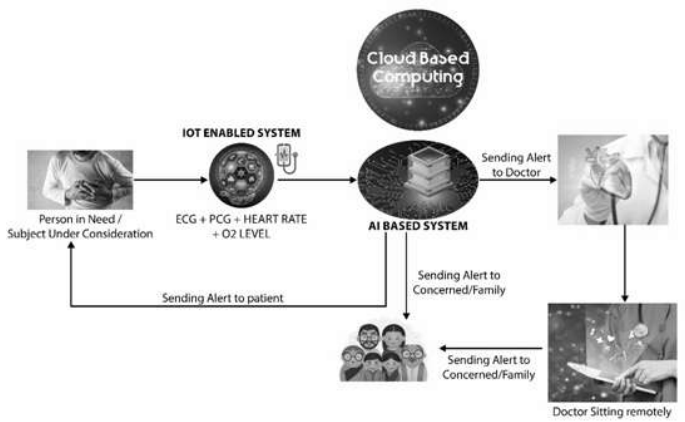 Cloud Based
Computing
IOT ENABLED SYSTEM
Sending Alert
to Doctor
Person in Need /
Subject Under Consideration
ECG + PCG + HEART RATE
+ O2 LEVEL
AI BASED SYSTEM
Sending Alert to
Concerned/Family
Sending Alert to patient
Sending Alert to
Concerned/Family
Doctor Sitting remotely